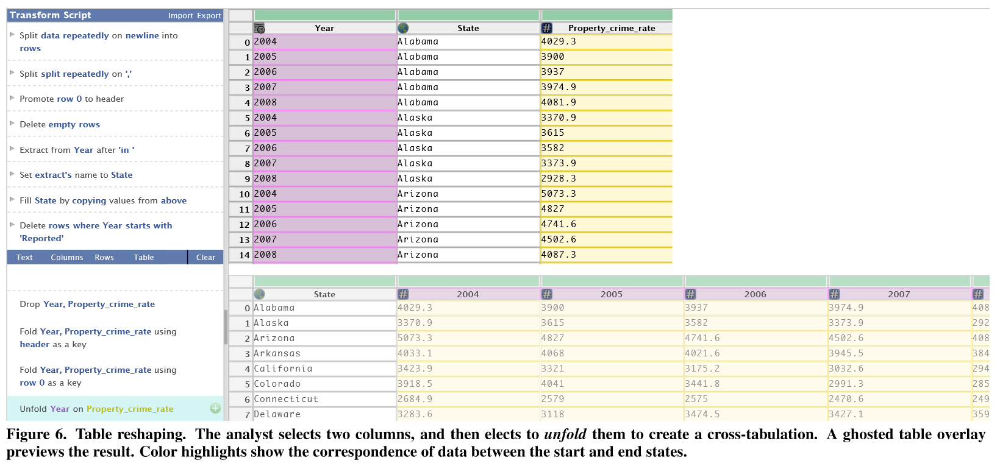 Transform Script Import Export
Split data repeatedly on newline into
rows
Split split repeatedly on ','
Promote row 0 to header
Delete empty rows
Extract from Year after 'in '
Set extract's name to State
Fill State by copying values from above
Delete rows where Year starts with
'Reported'
Text Columns Rows Table Clear
Drop Year, Property_crime_rate
Fold Year, Property_crime_rate using
header as a key
Fold Year, Property_crime_rate using
row 0 as a key
Unfold Year on Property_crime_rate
Year State Property_crime_rate
0 2004 Alabama 4029.3
1 2005 Alabama 3900
2 2006 Alabama 3937
3 2007 Alabama 3974.9
4 2008 Alabama 4081.9
5 2004 Alaska 3370.9
6 2005 Alaska 3615
7 2006 Alaska 3582
8 2007 Alaska 3373.9
9 2008 Alaska 2928.3
10 2004 Arizona 5073.3
11 2005 Arizona 4827
12 2006 Arizona 4741.6
13 2007 Arizona 4502.6
14 2008 Arizona 4087.3
State # 2004 # 2005 # 2006 # 2007 #
0 Alabama 4029.3 3900 3937 3974.9 408
1 Alaska 3370.9 3615 3582 3373.9 292
2 Arizona 5073.3 4827 4741.6 4502.6 408
3 Arkansas 4033.1 4068 4021.6 3945.5 384
4 California 3423.9 3321 3175.2 3032.6 294
5 Colorado 3918.5 4041 3441.8 2991.3 285
6 Connecticut 2684.9 2579 2575 2470.6 249
7 Delaware 3283.6 3118 3474.5 3427.1 359
Figure 6. Table reshaping. The analyst selects two columns, and then elects to unfold them to create a cross-tabulation. A ghosted table overlay
previews the result. Color highlights show the correspondence of data between the start and end states.